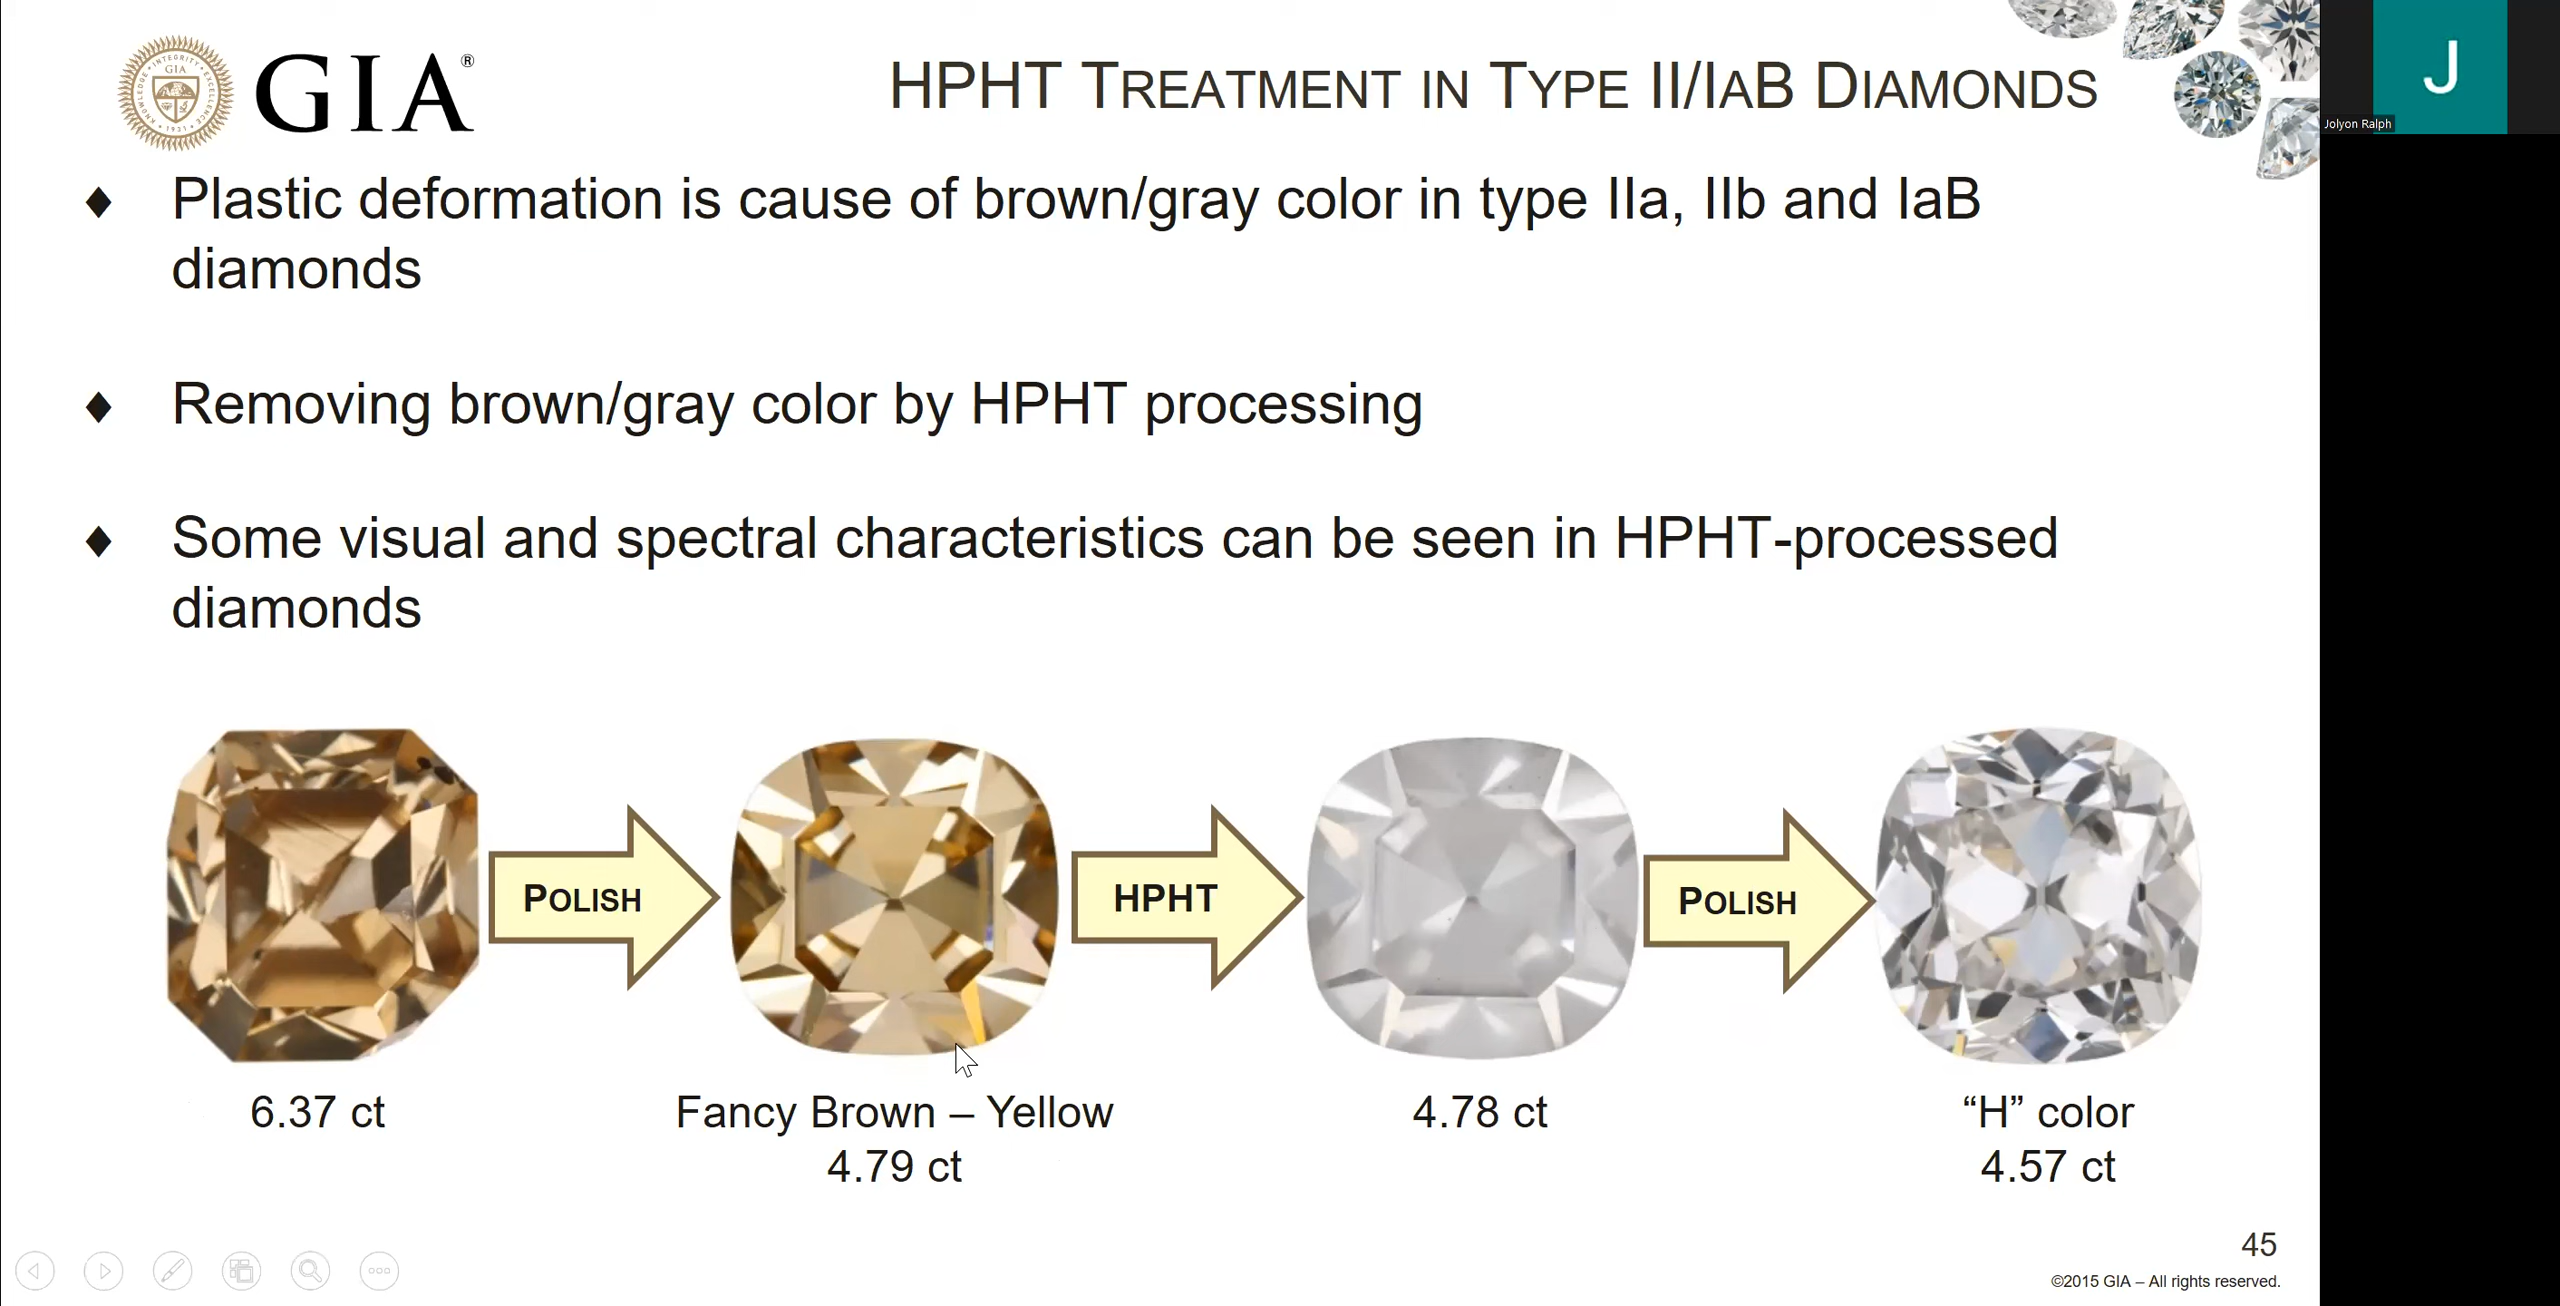 GIA®
HPHT Treatment in Type II/IaB Diamonds
J
Jolyon Ralph
♦ Plastic deformation is cause of brown/gray color in type IIa, IIb and IaB
diamonds
♦ Removing brown/gray color by HPHT processing
♦ Some visual and spectral characteristics can be seen in HPHT-processed
diamonds
Polish
HPHT
Polish
6.37 ct
Fancy Brown – Yellow
4.79 ct
4.78 ct
“H” color
4.57 ct
45
©2015 GIA – All rights reserved.